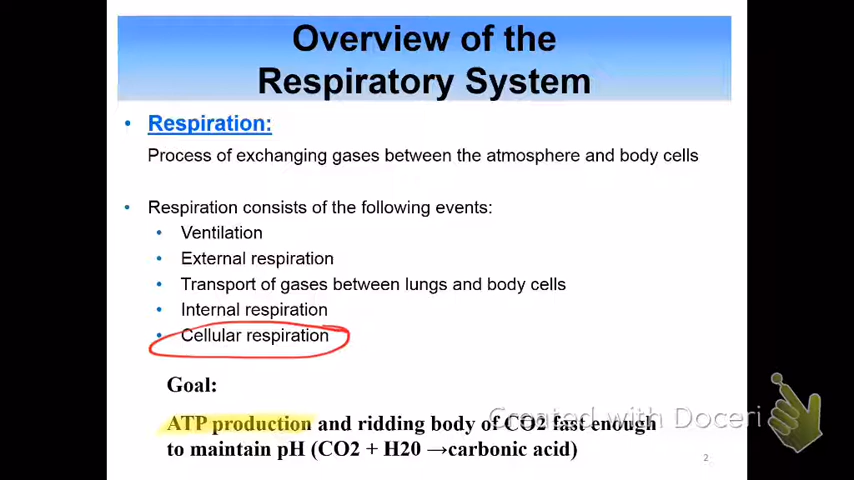 Overview of the
Respiratory System
• Respiration:
Process of exchanging gases between the atmosphere and body cells
• Respiration consists of the following events:
• Ventilation
• External respiration
• Transport of gases between lungs and body cells
• Internal respiration
• Cellular respiration
Goal:
ATP production and ridding body of CO2 fast enough
to maintain pH (CO2 + H20 →carbonic acid)
Created with Doceri
2